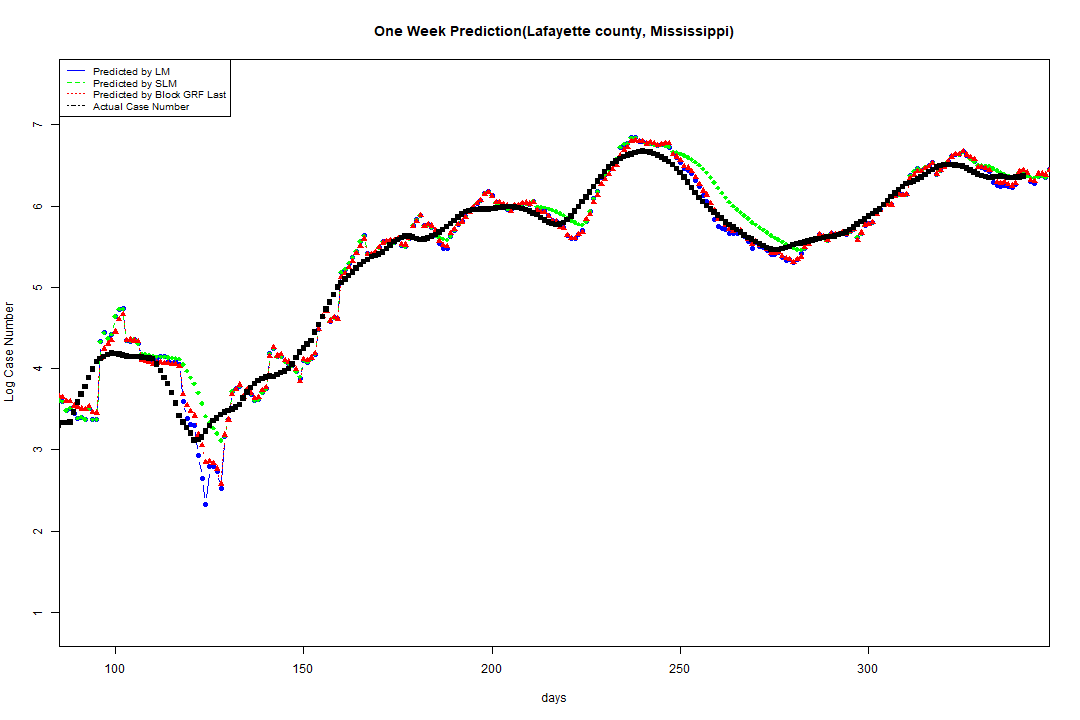 One Week Prediction(Lafayette county, Mississippi)
Predicted by LM
Predicted by SLM
Predicted by Block GRF Last
Actual Case Number
7
6
5
4
3
2
1
Log Case Number
100 150 200 250 300
days